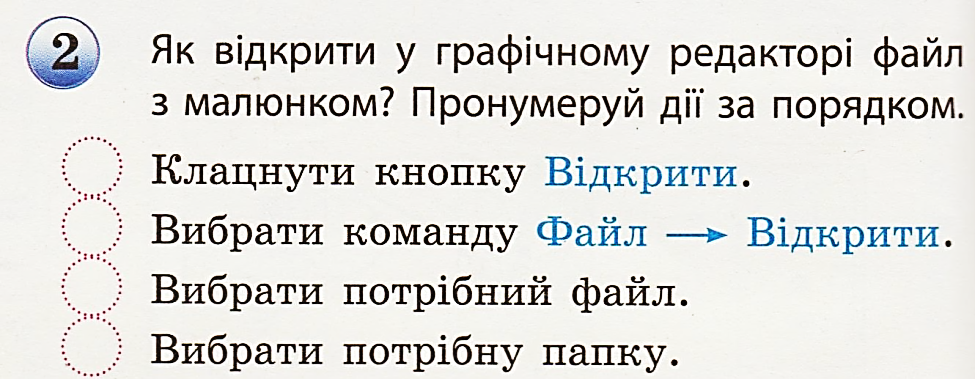 2
Як відкрити у графічному редакторі файл
з малюнком? Пронумеруй дії за порядком.
Клацнути кнопку Відкрити.
Вибрати команду Файл → Відкрити.
Вибрати потрібний файл.
Вибрати потрібну папку.